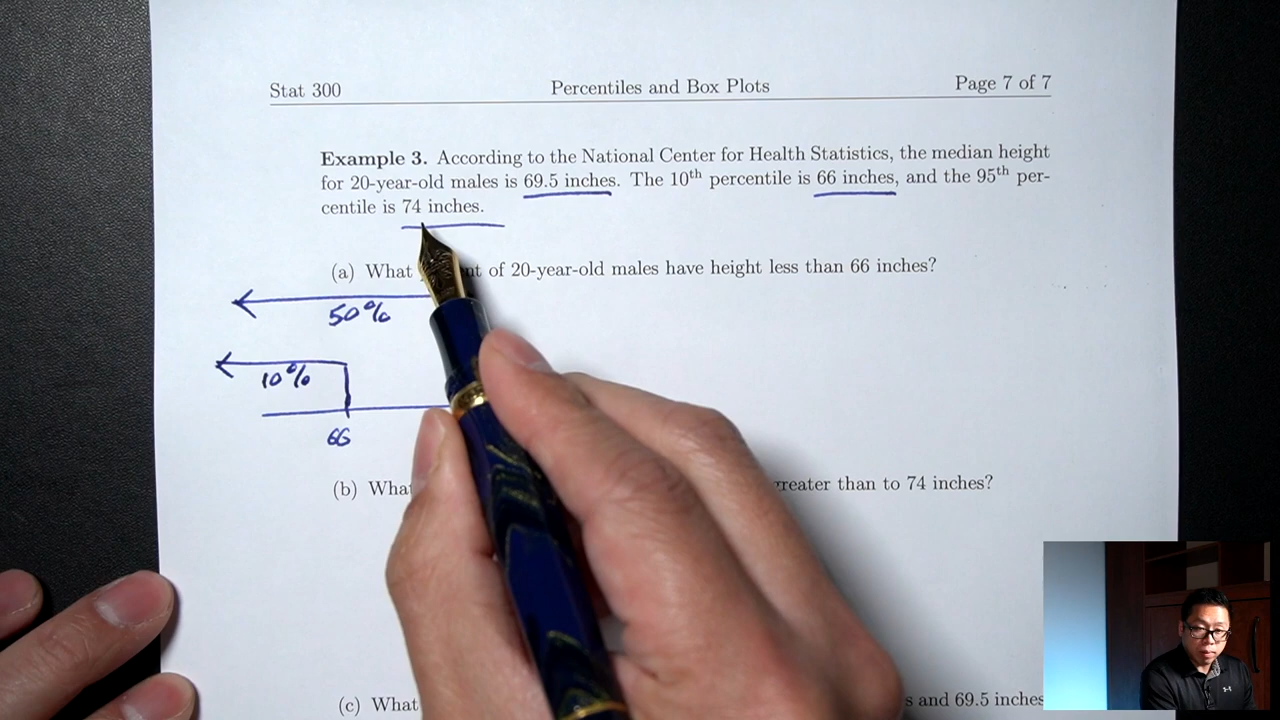 Stat 300 Percentiles and Box Plots Page 7 of 7
Example 3. According to the National Center for Health Statistics, the median height
for 20-year-old males is 69.5 inches. The 10th percentile is 66 inches, and the 95th per-
centile is 74 inches.
(a) What of 20-year-old males have height less than 66 inches?
50%
10%
66
(b) greater than to 74 inches?
(c) What and 69.5 inches